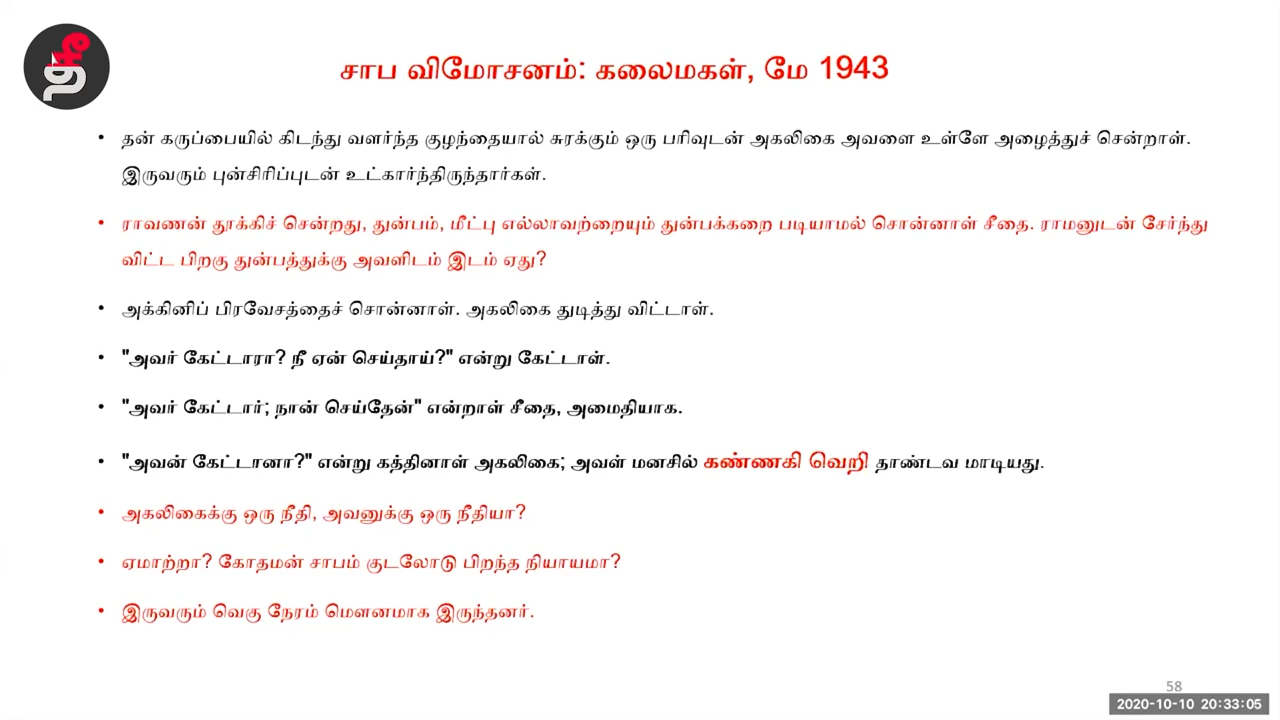 தீ
சாப விமோசனம்: கலைமகள், மே 1943
• தன் கருப்பையில் கிடந்து வளர்ந்த குழந்தையால் சுரக்கும் ஒரு பரிவுடன் அகலிகை அவளை உள்ளே அழைத்துச் சென்றாள்.
இருவரும் புன்சிரிப்புடன் உட்கார்ந்திருந்தார்கள்.
• ராவணன் தூக்கிச் சென்றது, துன்பம், மீட்பு எல்லாவற்றையும் துன்பக்கறை படியாமல் சொன்னாள் சீதை. ராமனுடன் சேர்ந்து
விட்ட பிறகு துன்பத்துக்கு அவளிடம் இடம் ஏது?
• அக்கினிப் பிரவேசத்தைச் சொன்னாள். அகலிகை துடித்து விட்டாள்.
• "அவர் கேட்டாரா? நீ ஏன் செய்தாய்?" என்று கேட்டாள்.
• "அவர் கேட்டார்; நான் செய்தேன்" என்றாள் சீதை, அமைதியாக.
• "அவன் கேட்டானா?" என்று கத்தினாள் அகலிகை; அவள் மனசில் கண்ணகி வெறி தாண்டவ மாடியது.
• அகலிகைக்கு ஒரு நீதி, அவனுக்கு ஒரு நீதியா?
• ஏமாற்றா? கோதமன் சாபம் குடலோடு பிறந்த நியாயமா?
• இருவரும் வெகு நேரம் மௌனமாக இருந்தனர்.
58
2020-10-10 20:33:05